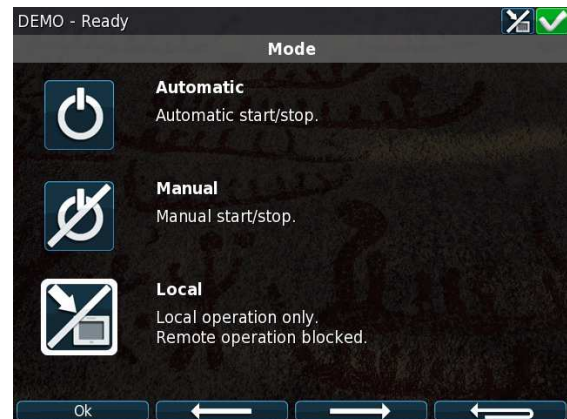 DEMO - Ready
Mode
Automatic
Automatic start/stop.
Manual
Manual start/stop.
Local
Local operation only.
Remote operation blocked.
Ok